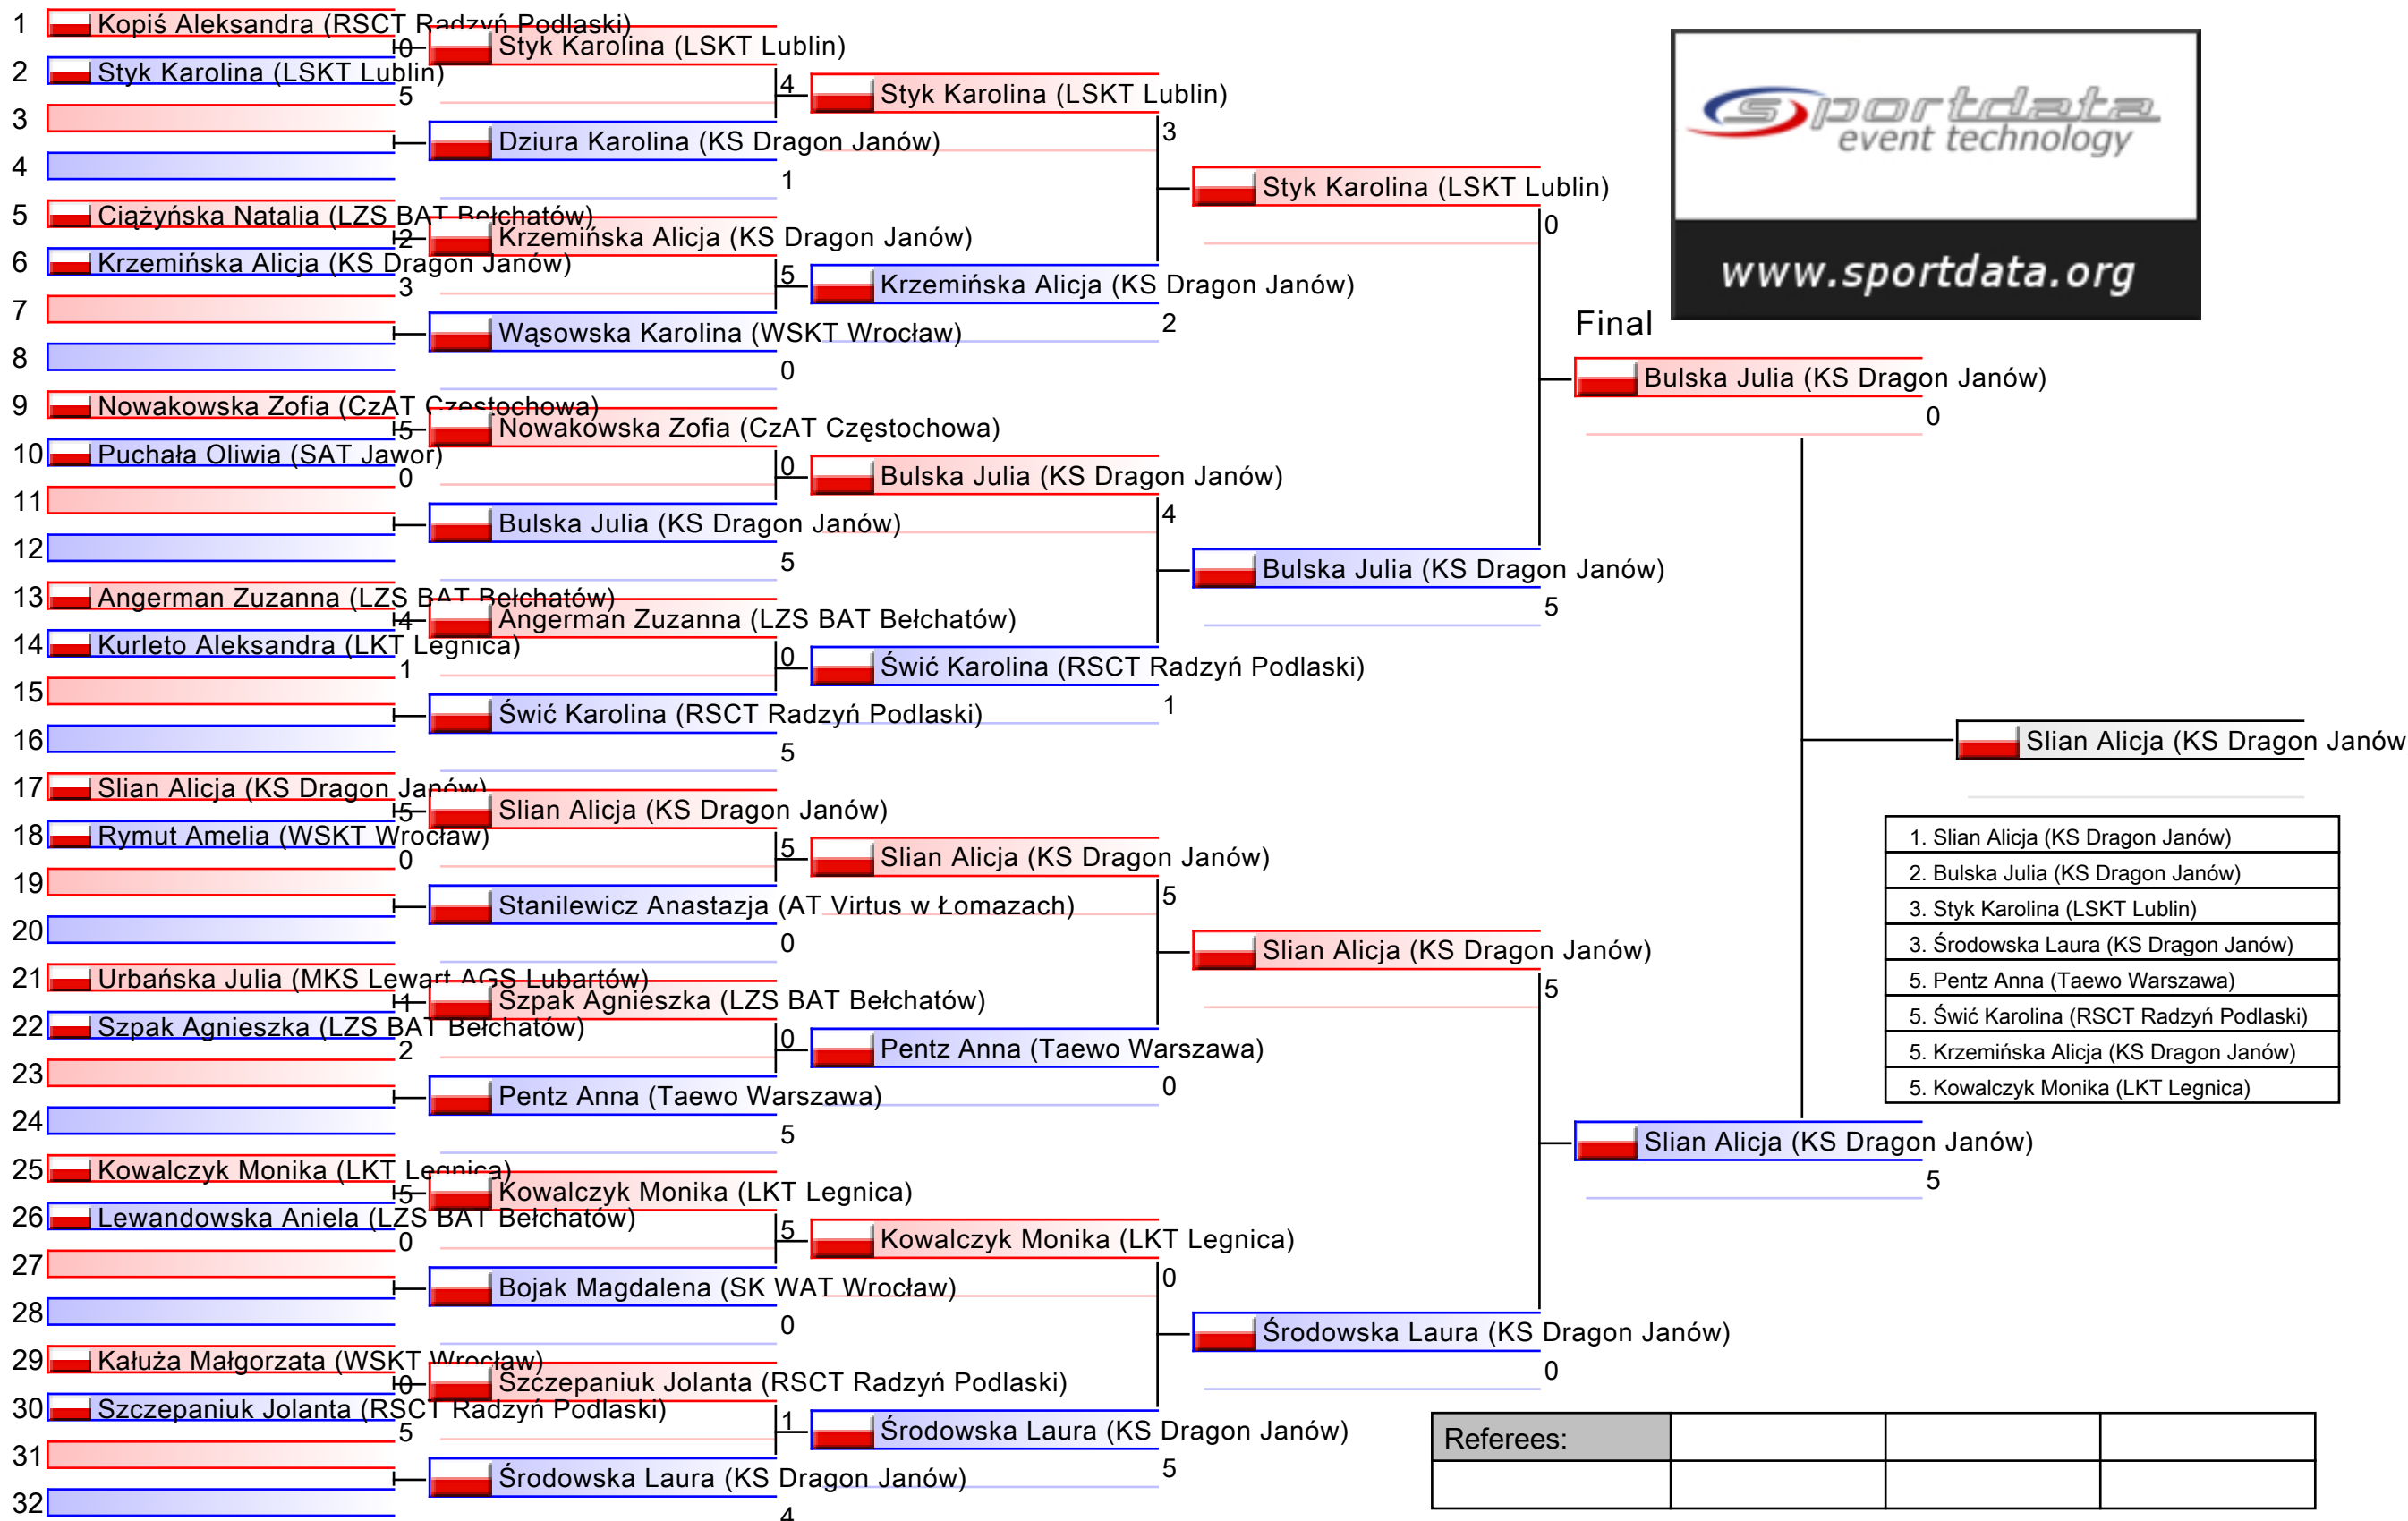 1 Kopiś Aleksandra (RSCT Radzyń Podlaski)
0
2 Styk Karolina (LSKT Lublin)
5
3
4
5 Ciążyńska Natalia (LZS BAT Bełchatów)
2
6 Krzemińska Alicja (KS Dragon Janów)
3
7
8
9 Nowakowska Zofia (CzAT Częstochowa)
5
10 Puchała Oliwia (SAT Jawor)
0
11
12
13 Angerman Zuzanna (LZS BAT Bełchatów)
4
14 Kurleto Aleksandra (LKT Legnica)
1
15
16
17 Slian Alicja (KS Dragon Janów)
5
18 Rymut Amelia (WSKT Wrocław)
0
19
20
21 Urbańska Julia (MKS Lewart AGS Lubartów)
1
22 Szpak Agnieszka (LZS BAT Bełchatów)
2
23
24
25 Kowalczyk Monika (LKT Legnica)
5
26 Lewandowska Aniela (LZS BAT Bełchatów)
0
27
28
29 Kałuża Małgorzata (WSKT Wrocław)
0
30 Szczepaniuk Jolanta (RSCT Radzyń Podlaski)
5
31
32
Styk Karolina (LSKT Lublin)
4
Dziura Karolina (KS Dragon Janów)
1
Krzemińska Alicja (KS Dragon Janów)
5
Wąsowska Karolina (WSKT Wrocław)
0
Nowakowska Zofia (CzAT Częstochowa)
0
Bulska Julia (KS Dragon Janów)
5
Angerman Zuzanna (LZS BAT Bełchatów)
0
Świć Karolina (RSCT Radzyń Podlaski)
5
Slian Alicja (KS Dragon Janów)
5
Stanilewicz Anastazja (AT Virtus w Łomazach)
0
Szpak Agnieszka (LZS BAT Bełchatów)
0
Pentz Anna (Taewo Warszawa)
5
Kowalczyk Monika (LKT Legnica)
5
Bojak Magdalena (SK WAT Wrocław)
0
Szczepaniuk Jolanta (RSCT Radzyń Podlaski)
1
Środowska Laura (KS Dragon Janów)
4
Styk Karolina (LSKT Lublin)
3
Krzemińska Alicja (KS Dragon Janów)
2
Bulska Julia (KS Dragon Janów)
4
Świć Karolina (RSCT Radzyń Podlaski)
1
Slian Alicja (KS Dragon Janów)
5
Pentz Anna (Taewo Warszawa)
0
Kowalczyk Monika (LKT Legnica)
0
Środowska Laura (KS Dragon Janów)
5
Styk Karolina (LSKT Lublin)
0
Bulska Julia (KS Dragon Janów)
5
Slian Alicja (KS Dragon Janów)
5
Środowska Laura (KS Dragon Janów)
0
sportdata
event technology
www.sportdata.org
Final
Bulska Julia (KS Dragon Janów)
0
Slian Alicja (KS Dragon Janów)
5
Slian Alicja (KS Dragon Janów
1. Slian Alicja (KS Dragon Janów)
2. Bulska Julia (KS Dragon Janów)
3. Styk Karolina (LSKT Lublin)
3. Środowska Laura (KS Dragon Janów)
5. Pentz Anna (Taewo Warszawa)
5. Świć Karolina (RSCT Radzyń Podlaski)
5. Krzemińska Alicja (KS Dragon Janów)
5. Kowalczyk Monika (LKT Legnica)
Referees: